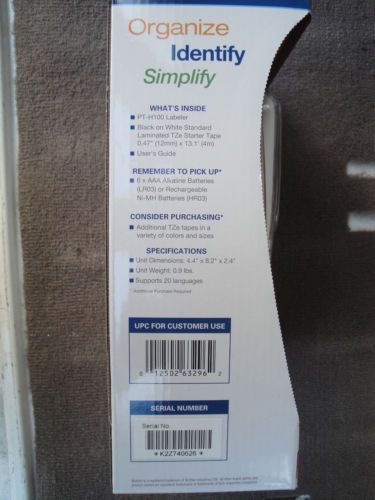 Organize
Identify
Simplify
WHAT'S INSIDE
• PT-H100 Labeler
• Black on White Standard
Laminated TZe Starter Tape
0.47" (12mm) x 13.1' (4m)
• User's Guide
REMEMBER TO PICK UP*
• 6 x AAA Alkaline Batteries
(LR03) or Rechargeable
Ni-MH Batteries (HR03)
CONSIDER PURCHASING*
• Additional TZe tapes in a
variety of colors and sizes
SPECIFICATIONS
• Unit Dimensions: 4.4" x 8.2" x 2.4"
• Unit Weight: 0.9 lbs.
• Supports 20 languages
* Additional Purchase Required
UPC FOR CUSTOMER USE
0 12502 63296 2
SERIAL NUMBER
Serial No.
*K2Z740626*